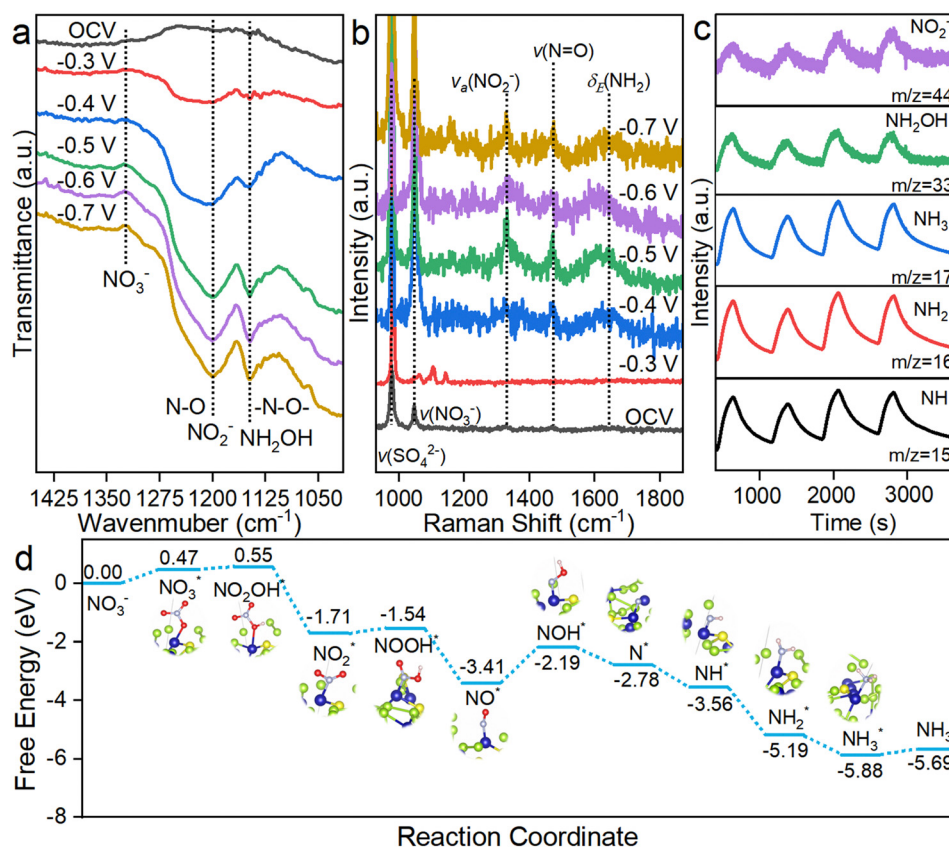 a
OCV
-0.3 V
-0.4 V
-0.5 V
-0.6 V
-0.7 V
NO₃⁻
N-O
NO₂⁻
-N-O-
NH₂OH
Transmittance (a.u.)
1425 1350 1275 1200 1125 1050
Wavenmuber (cm⁻¹)
b
ν(N=O)
νₐ(NO₂⁻)
δ_E(NH₂)
-0.7 V
-0.6 V
-0.5 V
-0.4 V
-0.3 V
OCV
ν(NO₃⁻)
ν(SO₄²⁻)
Intensity (a.u.)
1000 1200 1400 1600 1800
Raman Shift (cm⁻¹)
c
NO₂⁻
m/z=44
NH₂OH
m/z=33
NH₃
m/z=17
NH₂
m/z=16
NH
m/z=15
Intensity (a.u.)
1000 2000 3000
Time (s)
d
0.00
NO₃⁻
0.47
NO₃*
0.55
NO₂OH*
-1.71
NO₂*
-1.54
NOOH*
-3.41
NO*
NOH*
-2.19
N*
-2.78
NH*
-3.56
NH₂*
-5.19
NH₃*
-5.88
NH₃
-5.69
0
-2
-4
-6
-8
Free Energy (eV)
Reaction Coordinate